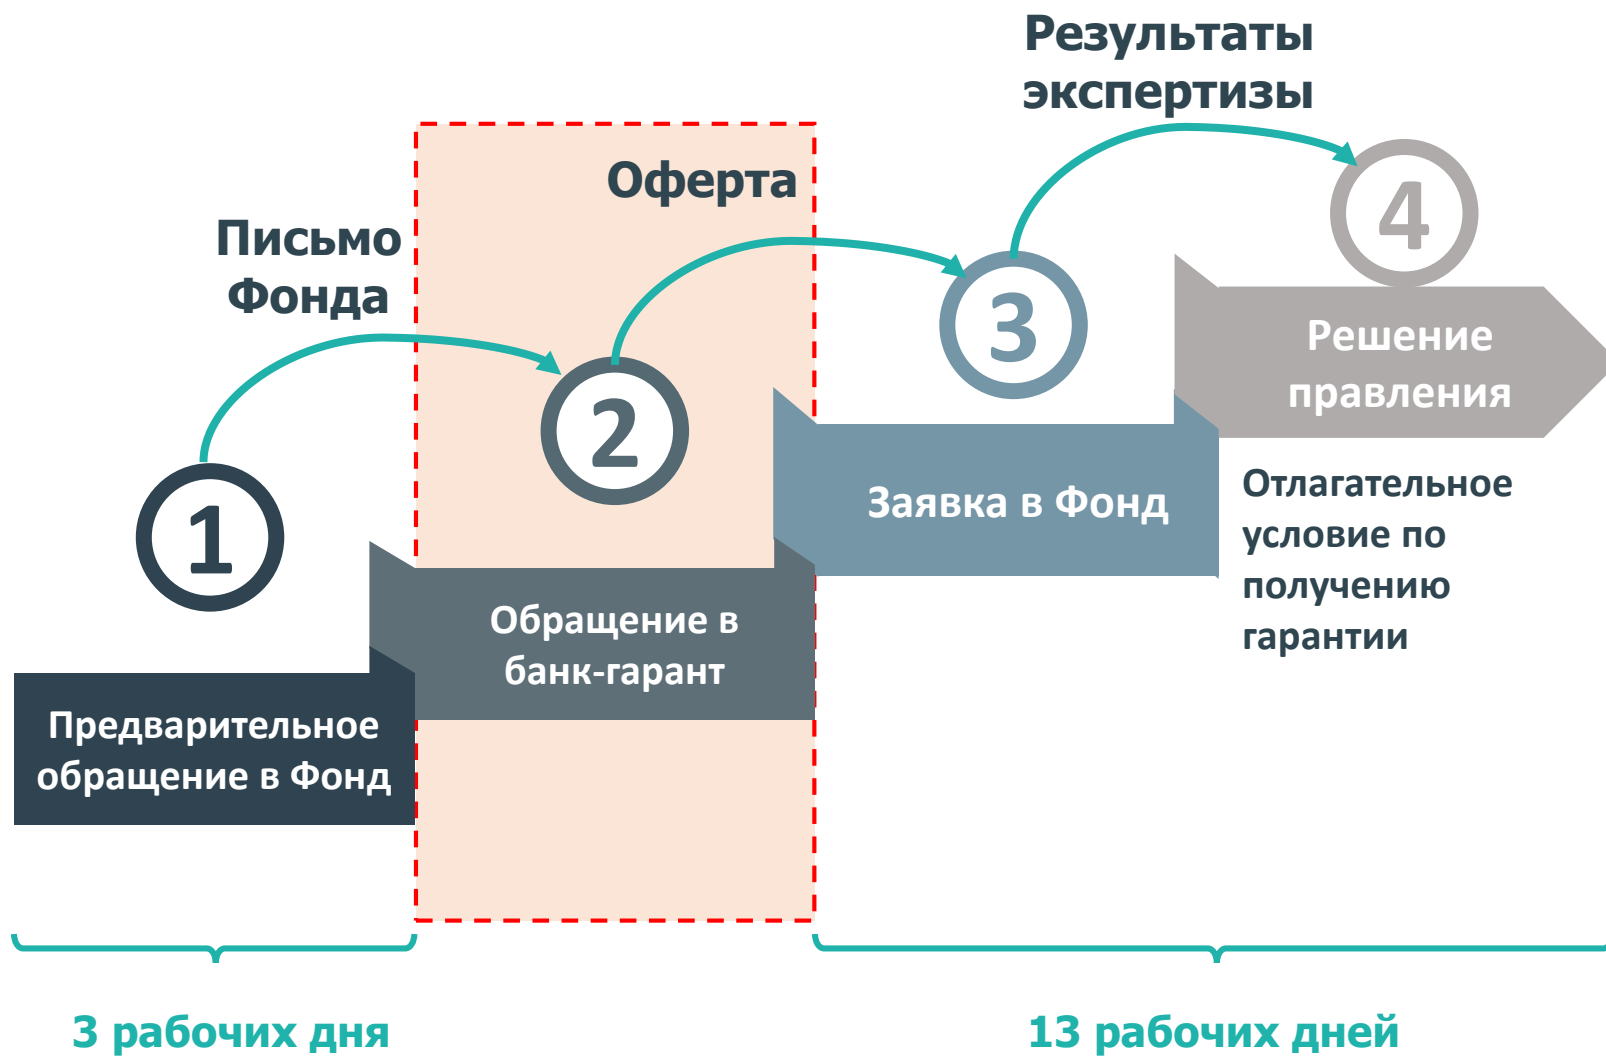 Результаты
экспертизы
Оферта
Письмо
Фонда
1
2
3
4
Предварительное
обращение в Фонд
Обращение в
банк-гарант
Заявка в Фонд
Решение
правления
Отлагательное
условие по
получению
гарантии
3 рабочих дня
13 рабочих дней